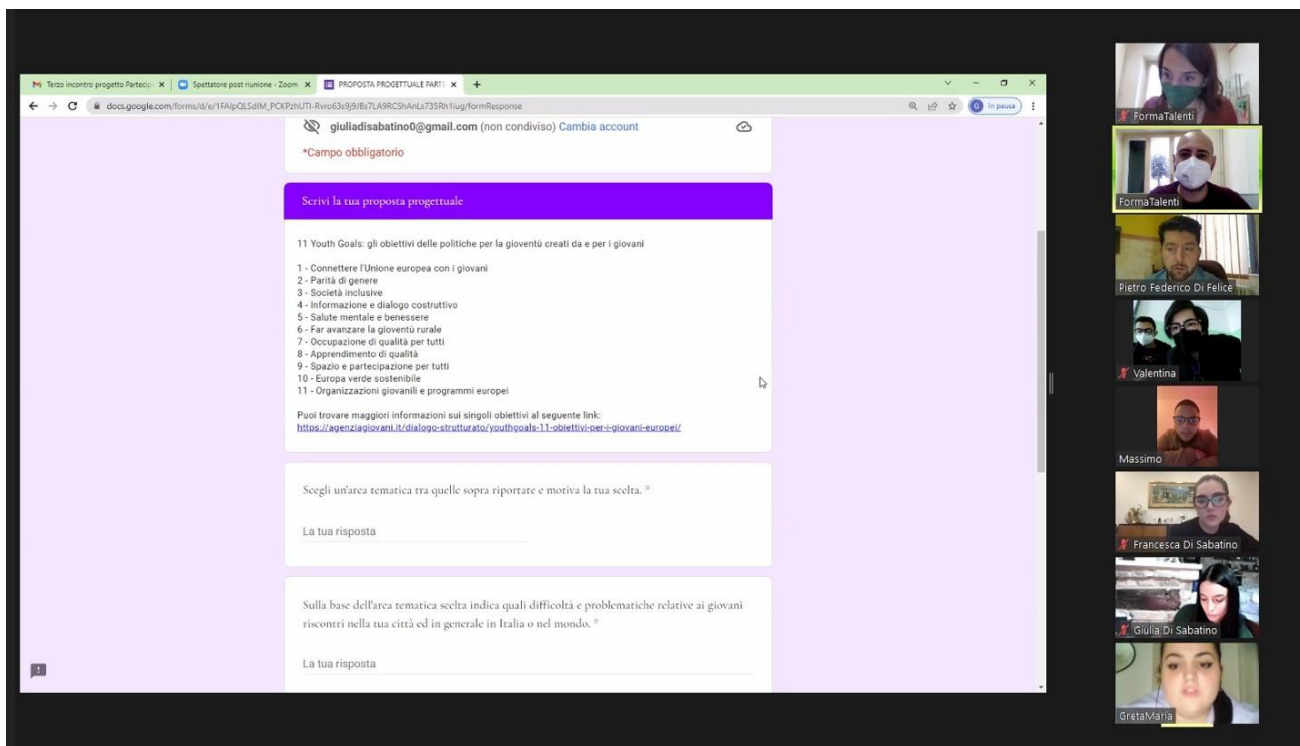 Terzo incontro progetto Partecip
Spettatore post riunione - Zoom
PROPOSTA PROGETTUALE PARTI
docs.google.com/forms/d/e/
/formResponse
In pausa
giuliadisabatino0@gmail.com (non condiviso) Cambia account
*Campo obbligatorio
Scrivi la tua proposta progettuale
11 Youth Goals: gli obiettivi delle politiche per la gioventù creati da e per i giovani
1 - Connettere l'Unione europea con i giovani
2 - Parità di genere
3 - Società inclusive
4 - Informazione e dialogo costruttivo
5 - Salute mentale e benessere
6 - Far avanzare la gioventù rurale
7 - Occupazione di qualità per tutti
8 - Apprendimento di qualità
9 - Spazio e partecipazione per tutti
10 - Europa verde sostenibile
11 - Organizzazioni giovanili e programmi europei
Puoi trovare maggiori informazioni sui singoli obiettivi al seguente link:
https://agenziagiovani.it/dialogo-strutturato/youthgoals-11-obiettivi-per-i-giovani-europei/
Scegli un'area tematica tra quelle sopra riportate e motiva la tua scelta. *
La tua risposta
Sulla base dell'area tematica scelta indica quali difficoltà e problematiche relative ai giovani
riscontri nella tua città ed in generale in Italia o nel mondo. *
La tua risposta
FormaTalenti
FormaTalenti
Pietro Federico Di Felice
Valentina
Massimo
Francesca Di Sabatino
Giulia Di Sabatino
GretaMaria